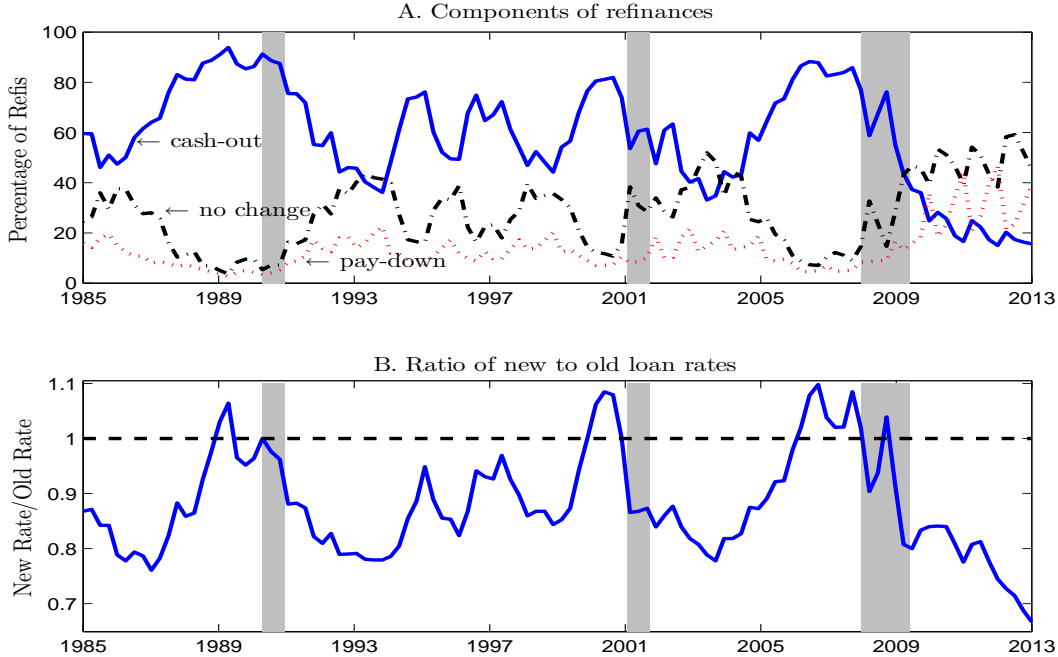 A. Components of refinances
100
80
60
40
20
0
Percentage of Refis
← cash-out
← no change
← pay-down
1985 1989 1993 1997 2001 2005 2009 2013
B. Ratio of new to old loan rates
1.1
1
0.9
0.8
0.7
New Rate/Old Rate
1985 1989 1993 1997 2001 2005 2009 2013